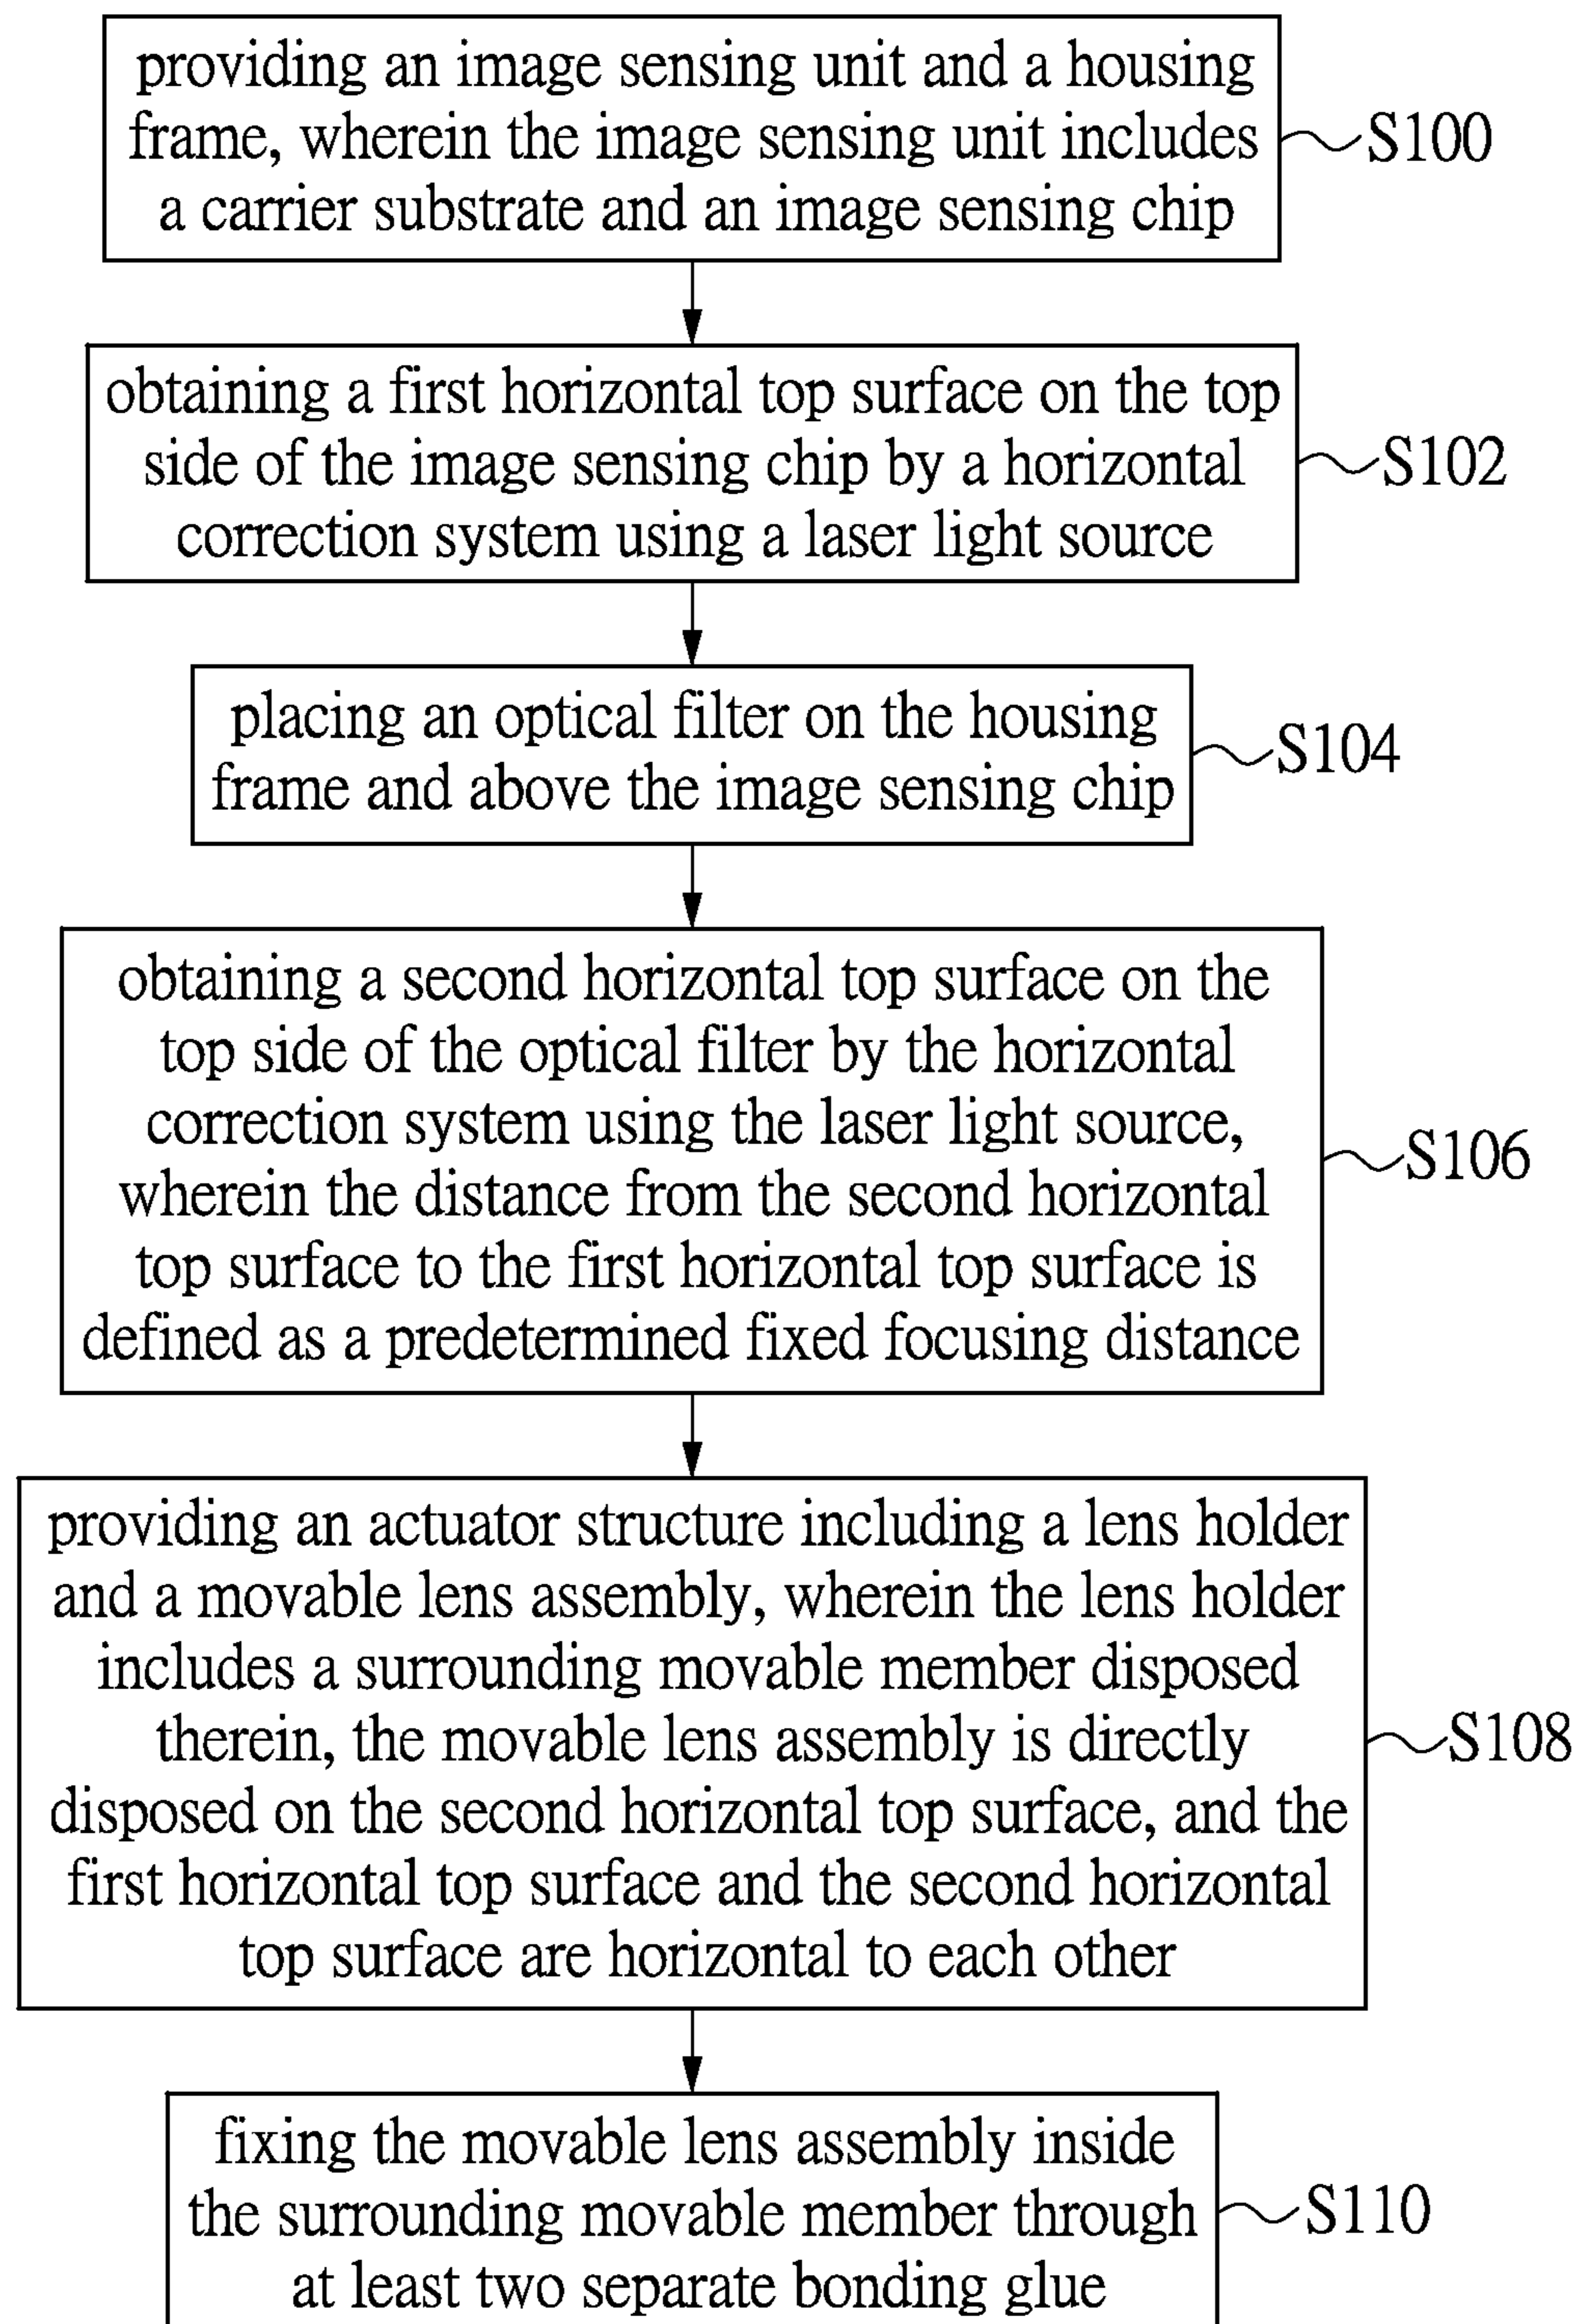 providing an image sensing unit and a housing
frame, wherein the image sensing unit includes
a carrier substrate and an image sensing chip
S100
obtaining a first horizontal top surface on the top
side of the image sensing chip by a horizontal
correction system using a laser light source
S102
placing an optical filter on the housing
frame and above the image sensing chip
S104
obtaining a second horizontal top surface on the
top side of the optical filter by the horizontal
correction system using the laser light source,
wherein the distance from the second horizontal
top surface to the first horizontal top surface is
defined as a predetermined fixed focusing distance
S106
providing an actuator structure including a lens holder
and a movable lens assembly, wherein the lens holder
includes a surrounding movable member disposed
therein, the movable lens assembly is directly
disposed on the second horizontal top surface, and the
first horizontal top surface and the second horizontal
top surface are horizontal to each other
S108
fixing the movable lens assembly inside
the surrounding movable member through
at least two separate bonding glue
S110